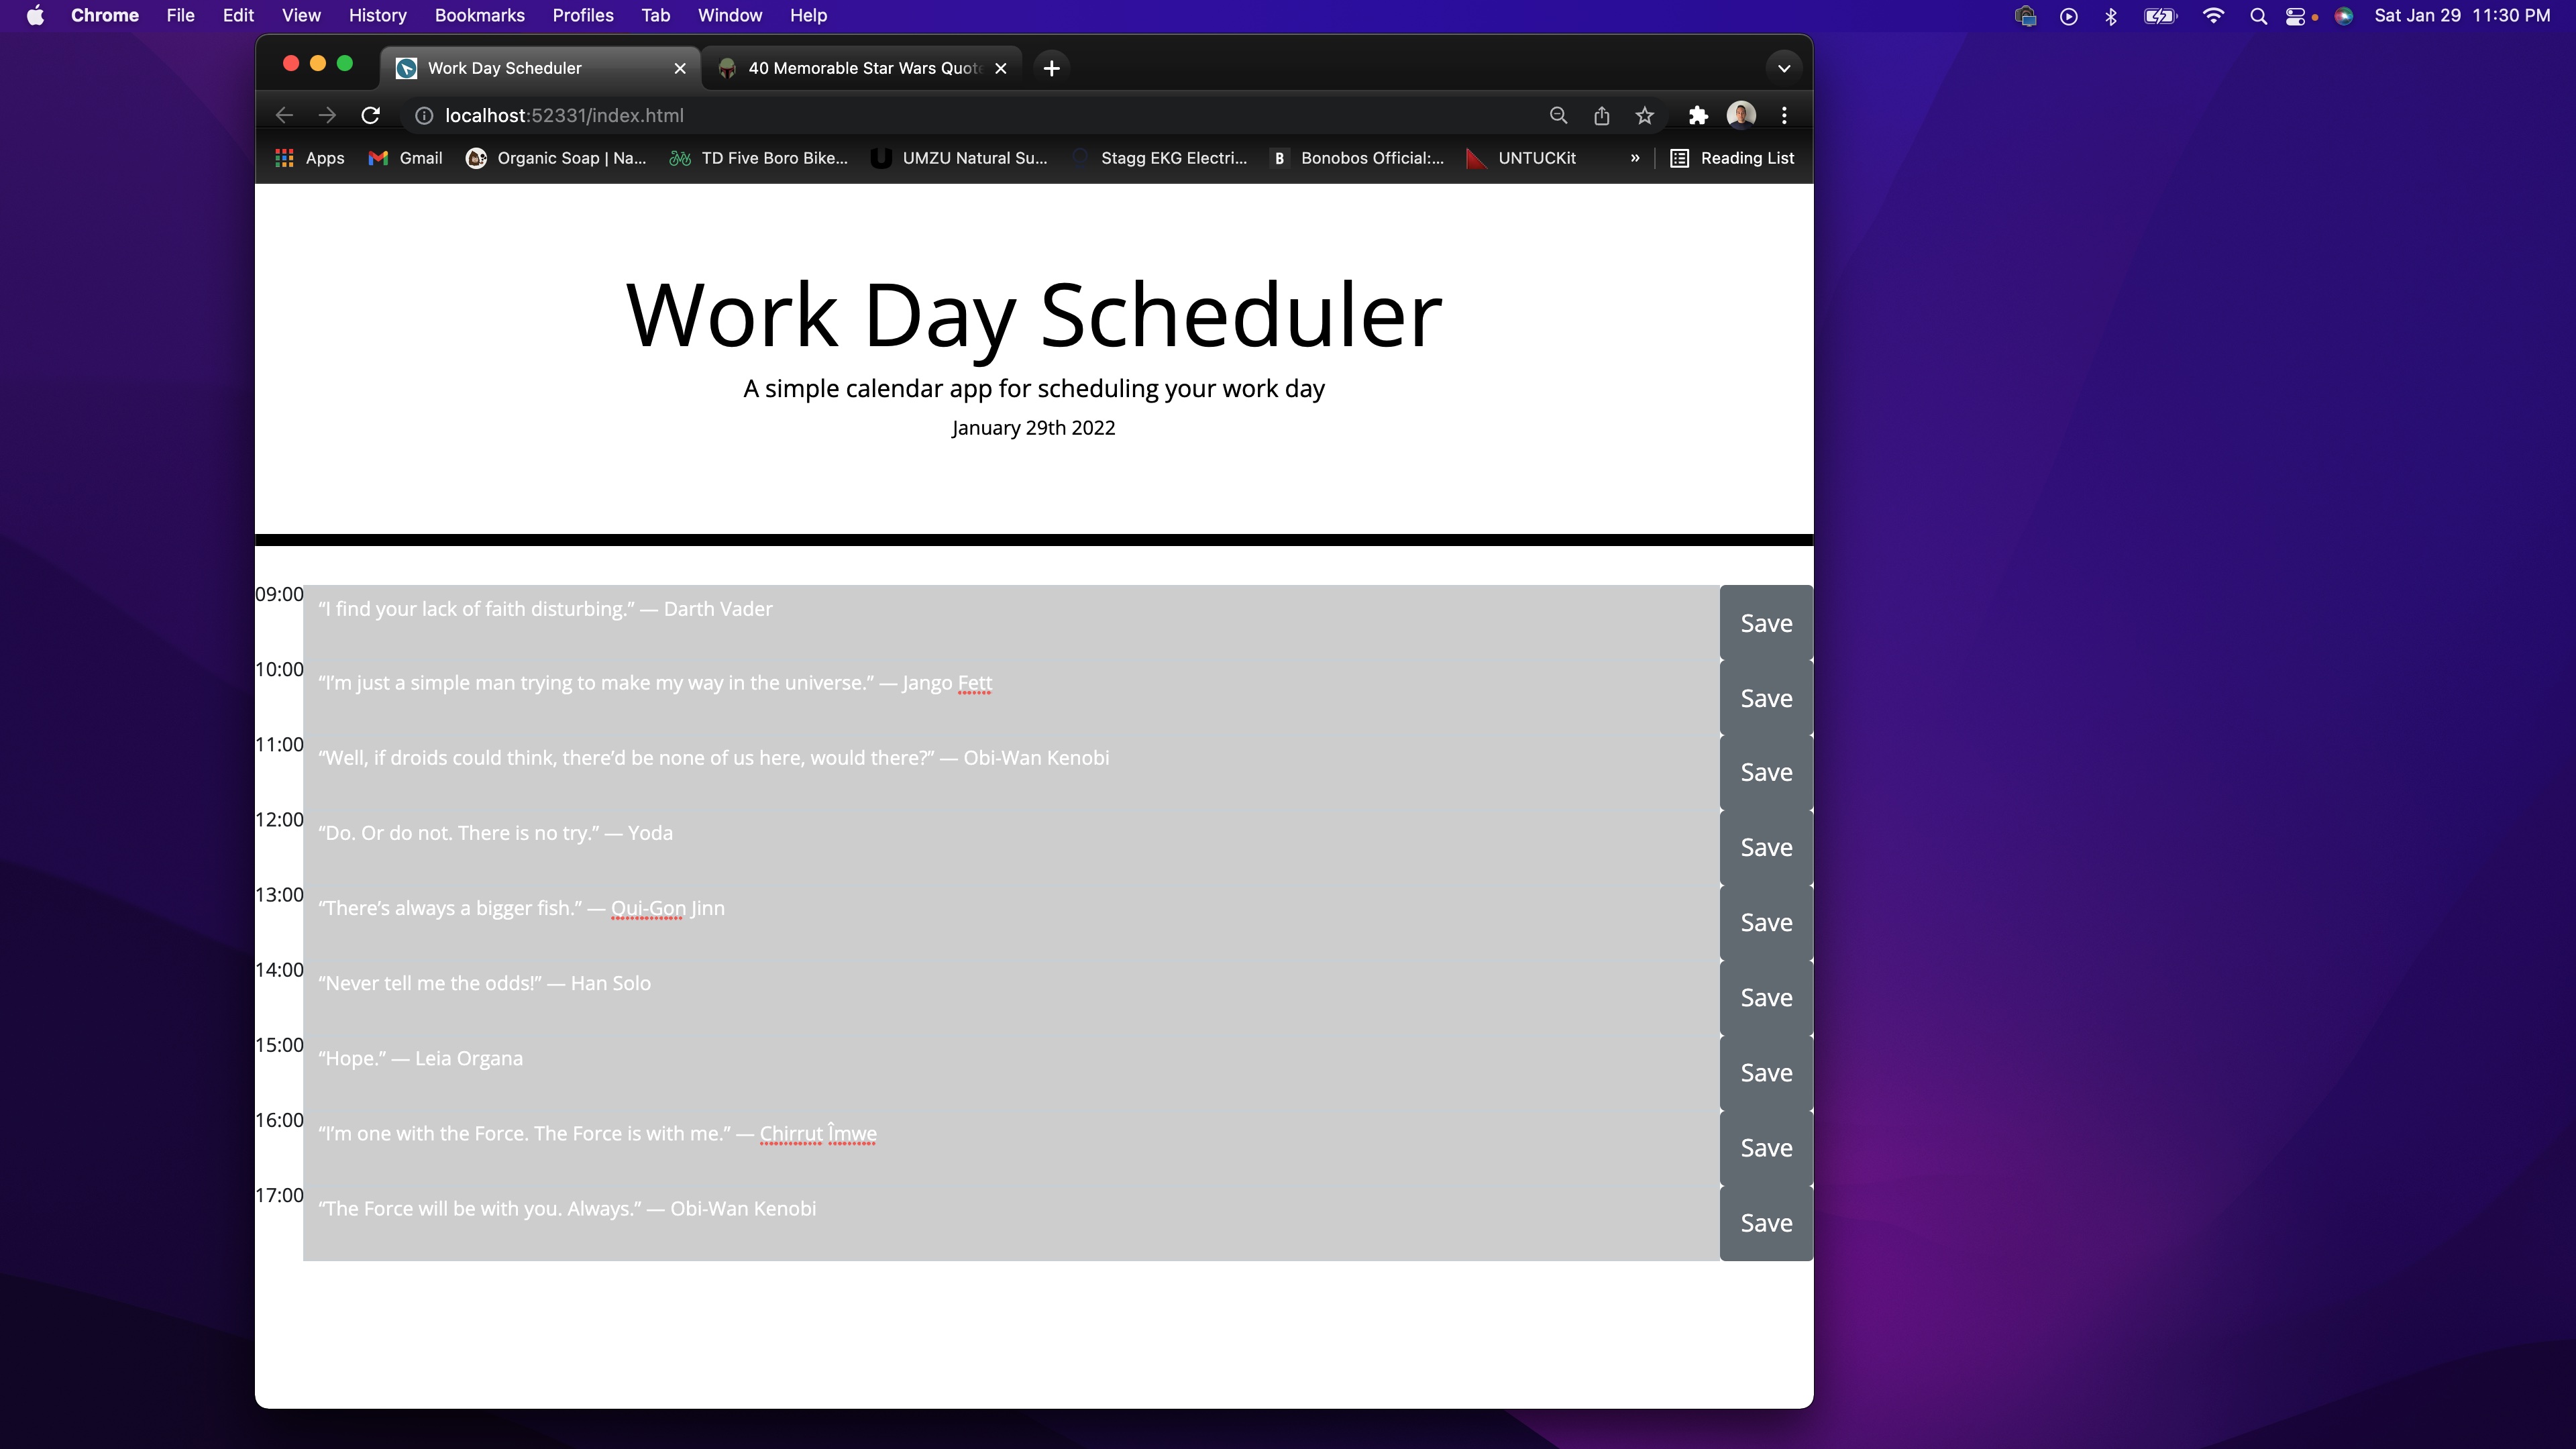 Chrome File Edit View History Bookmarks Profiles Tab Window Help Sat Jan 29 11:30 PM
Work Day Scheduler 40 Memorable Star Wars Quot
localhost:52331/index.html
Apps Gmail Organic Soap | Na... TD Five Boro Bike... UMZU Natural Su... Stagg EKG Electri... B Bonobos Official:... UNTUCKit » Reading List
Work Day Scheduler
A simple calendar app for scheduling your work day
January 29th 2022
09:00 “I find your lack of faith disturbing.” — Darth Vader Save
10:00 “I’m just a simple man trying to make my way in the universe.” — Jango Fett Save
11:00 “Well, if droids could think, there’d be none of us here, would there?” — Obi-Wan Kenobi Save
12:00 “Do. Or do not. There is no try.” — Yoda Save
13:00 “There’s always a bigger fish.” — Qui-Gon Jinn Save
14:00 “Never tell me the odds!” — Han Solo Save
15:00 “Hope.” — Leia Organa Save
16:00 “I’m one with the Force. The Force is with me.” — Chirrut Îmwe Save
17:00 “The Force will be with you. Always.” — Obi-Wan Kenobi Save